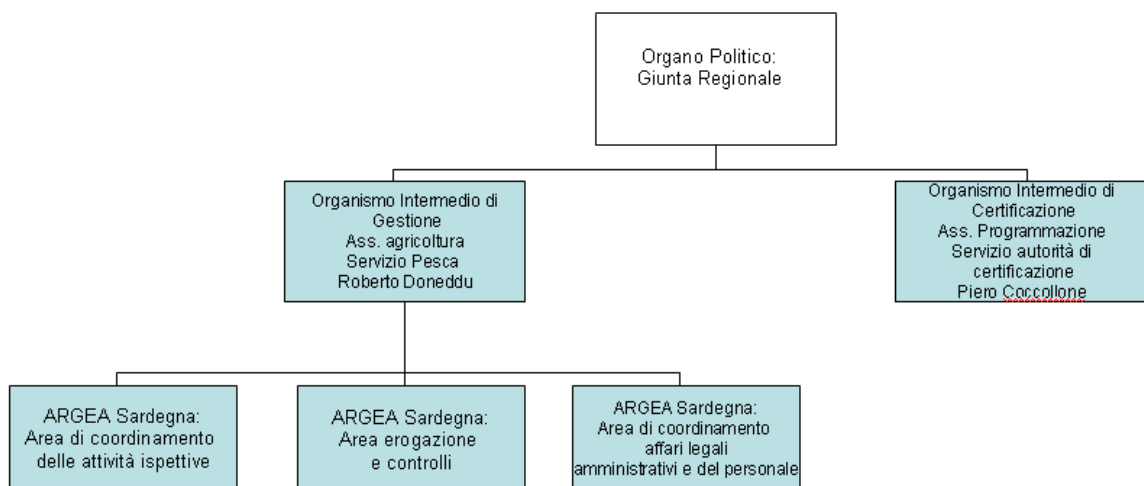 Organo Politico:
Giunta Regionale
Organismo Intermedio di
Gestione
Ass. agricoltura
Servizio Pesca
Roberto Doneddu
Organismo Intermedio di
Certificazione
Ass. Programmazione
Servizio autorità di
certificazione
Piero Coccollone
ARGEA Sardegna:
Area di coordinamento
delle attività ispettive
ARGEA Sardegna:
Area erogazione
e controlli
ARGEA Sardegna:
Area di coordinamento
affari legali
amministrativi e del personale